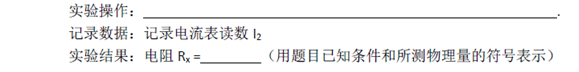 实验操作：________________________________________.
记录数据：记录电流表读数 I₂
实验结果：电阻 Rₓ =________（用题目已知条件和所测物理量的符号表示）